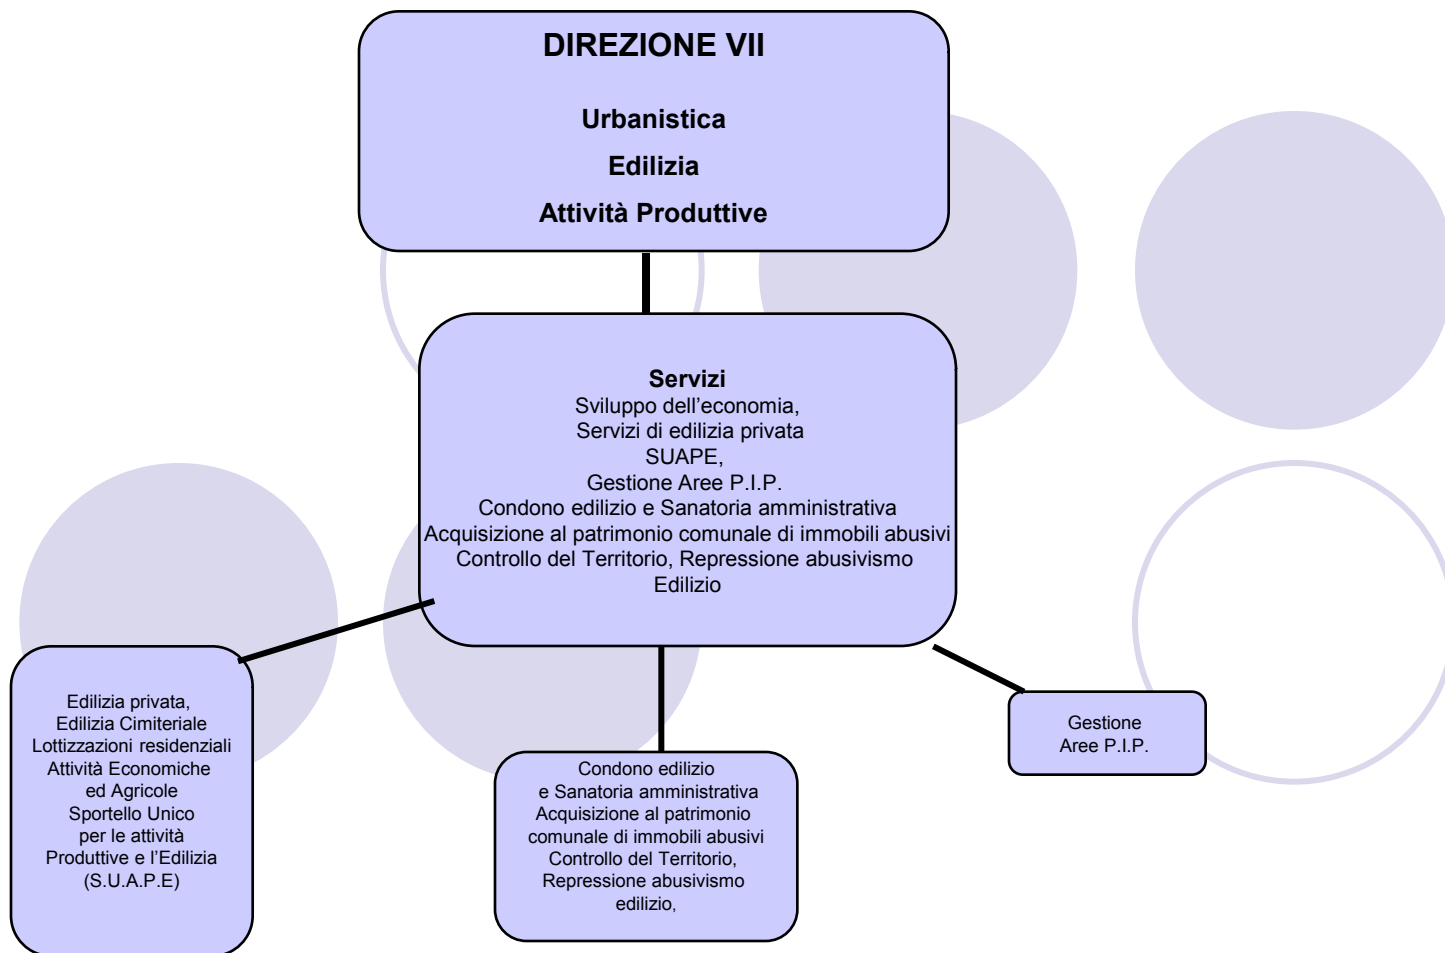 DIREZIONE VII
Urbanistica
Edilizia
Attività Produttive
Servizi
Sviluppo dell’economia,
Servizi di edilizia privata
SUAPE,
Gestione Aree P.I.P.
Condono edilizio e Sanatoria amministrativa
Acquisizione al patrimonio comunale di immobili abusivi
Controllo del Territorio, Repressione abusivismo
Edilizio
Edilizia privata,
Edilizia Cimiteriale
Lottizzazioni residenziali
Attività Economiche
ed Agricole
Sportello Unico
per le attività
Produttive e l’Edilizia
(S.U.A.P.E)
Condono edilizio
e Sanatoria amministrativa
Acquisizione al patrimonio
comunale di immobili abusivi
Controllo del Territorio,
Repressione abusivismo
edilizio,
Gestione
Aree P.I.P.